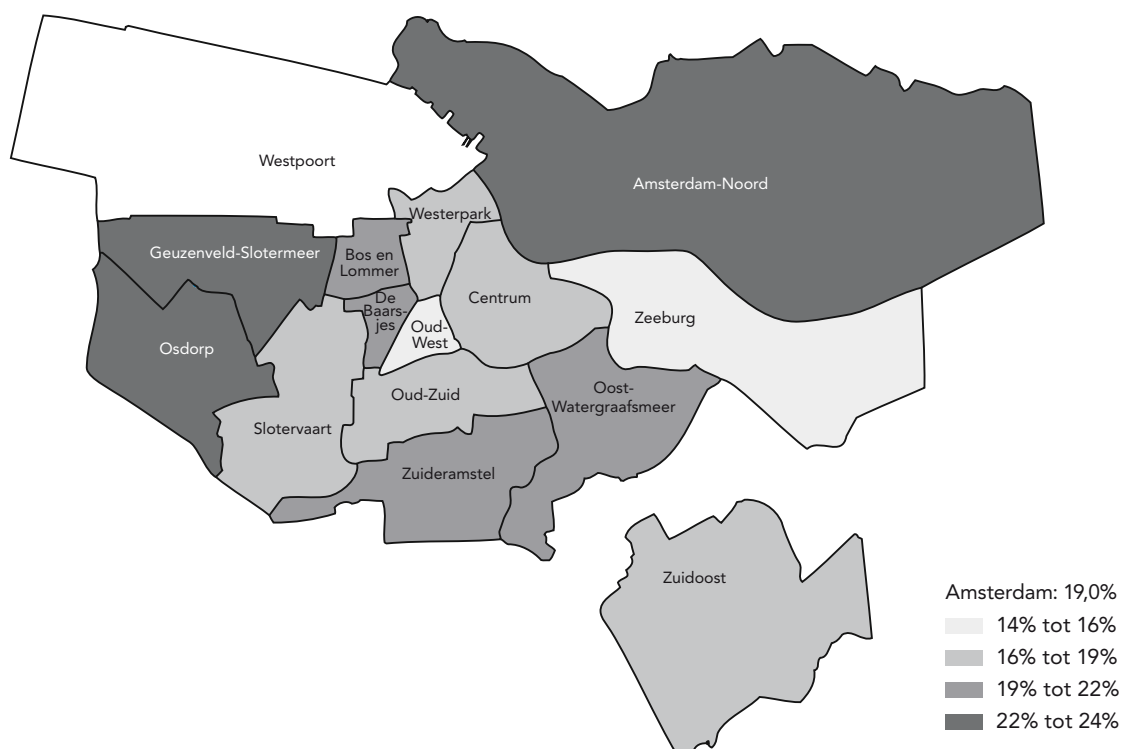 Westpoort
Amsterdam-Noord
Westerpark
Geuzenveld-Slotermeer
Bos en
Lommer
De
Baars-
jes
Centrum
Oud-
West
Zeeburg
Osdorp
Oud-Zuid
Oost-
Watergraafsmeer
Slotervaart
Zuideramstel
Zuidoost
Amsterdam: 19,0%
14% tot 16%
16% tot 19%
19% tot 22%
22% tot 24%